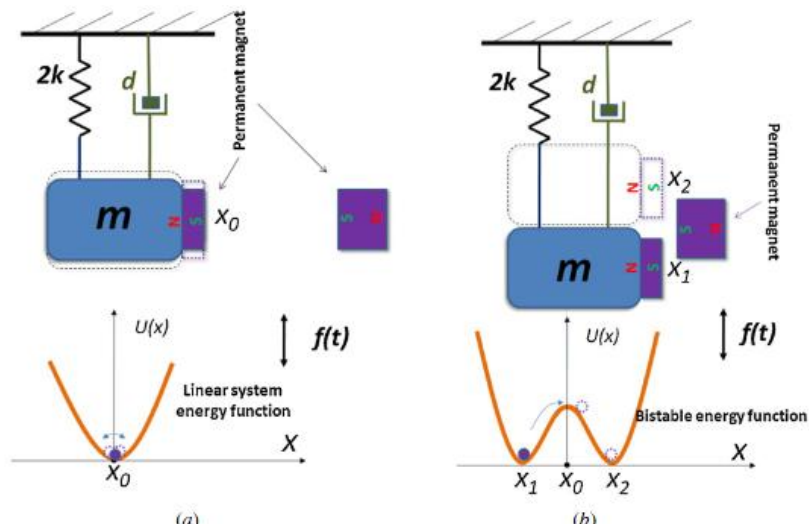 2k
d
Permanent magnet
m
N
S
X0
S
U(x)
f(t)
Linear system
energy function
X
X0
(a)
2k
d
Permanent magnet
N
S
X2
S
m
N
S
X1
U(x)
f(t)
Bistable energy function
X
X1
X0
X2
(b)